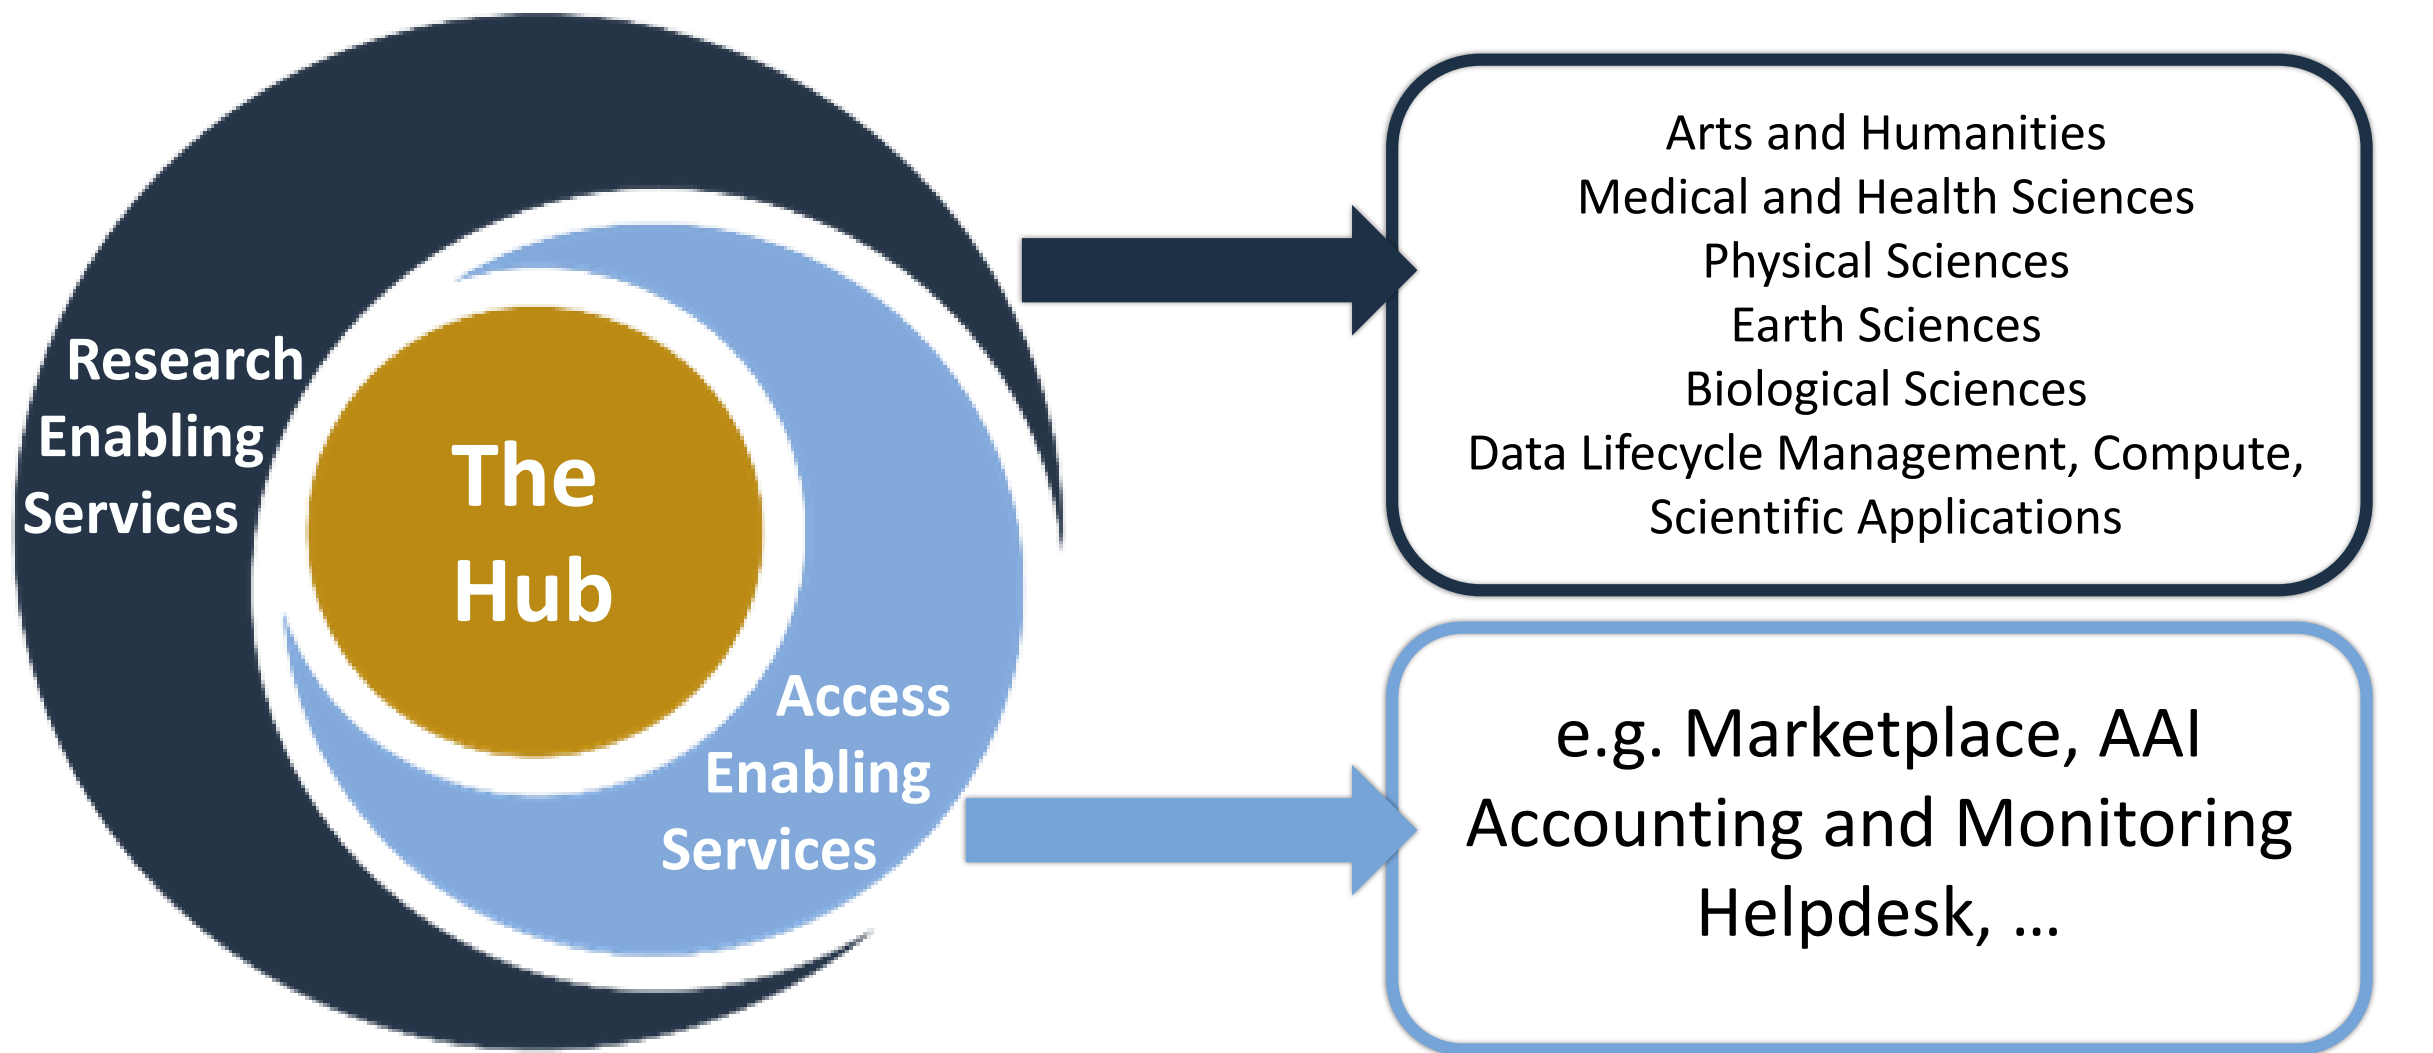 Research
Enabling
Services
The
Hub
Access
Enabling
Services
Arts and Humanities
Medical and Health Sciences
Physical Sciences
Earth Sciences
Biological Sciences
Data Lifecycle Management, Compute,
Scientific Applications
e.g. Marketplace, AAI
Accounting and Monitoring
Helpdesk, ...